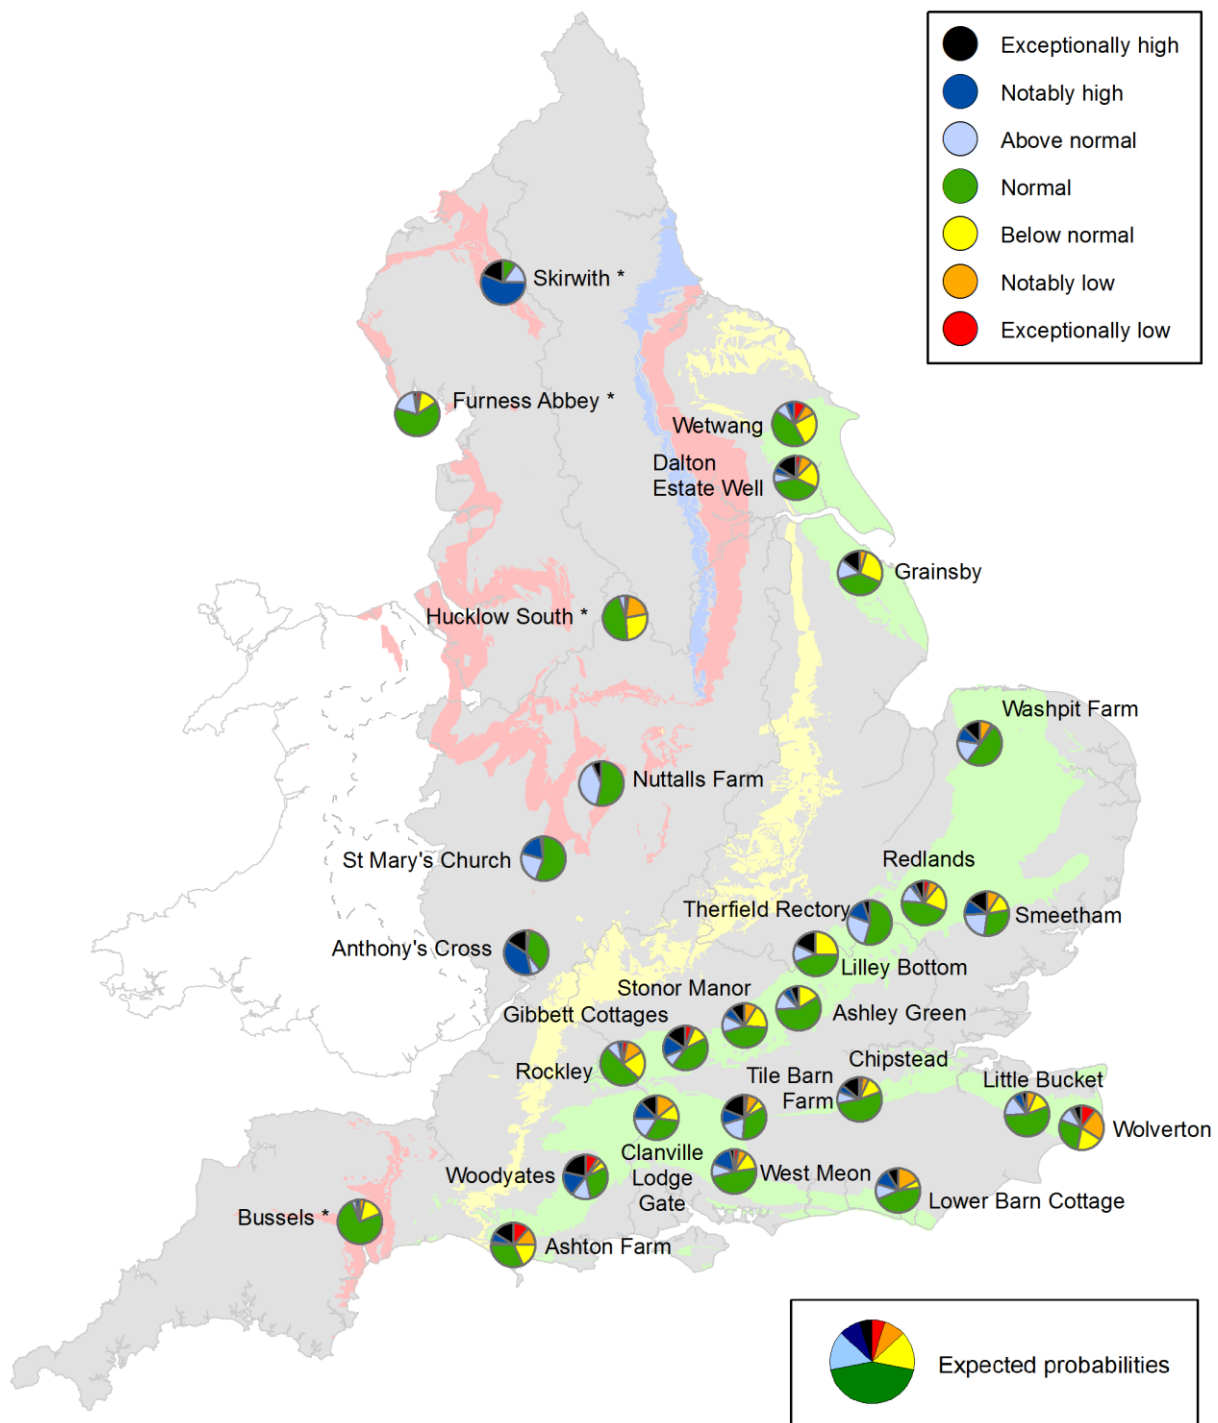 Exceptionally high
Notably high
Above normal
Normal
Below normal
Notably low
Exceptionally low
Skirwith *
Furness Abbey *
Wetwang
Dalton
Estate Well
Grainsby
Hucklow South *
Washpit Farm
Nuttalls Farm
St Mary's Church
Redlands
Therfield Rectory
Smeetham
Anthony's Cross
Lilley Bottom
Stonor Manor
Gibbett Cottages
Ashley Green
Rockley
Chipstead
Tile Barn
Farm
Little Bucket
Wolverton
Clanville
Lodge
Gate
Woodyates
West Meon
Lower Barn Cottage
Bussels *
Ashton Farm
Expected probabilities